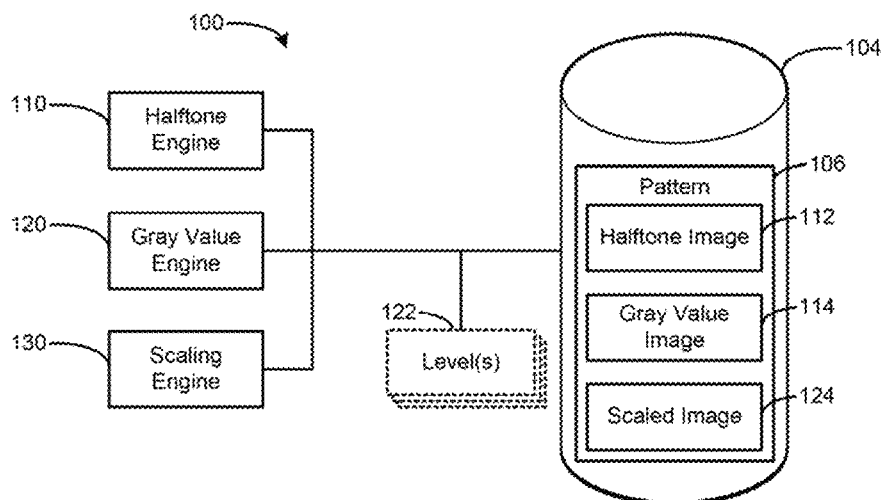 100
104
110
Halftone
Engine
106
Pattern
112
Halftone Image
120
Gray Value
Engine
122
Level(s)
114
Gray Value
Image
130
Scaling
Engine
124
Scaled Image